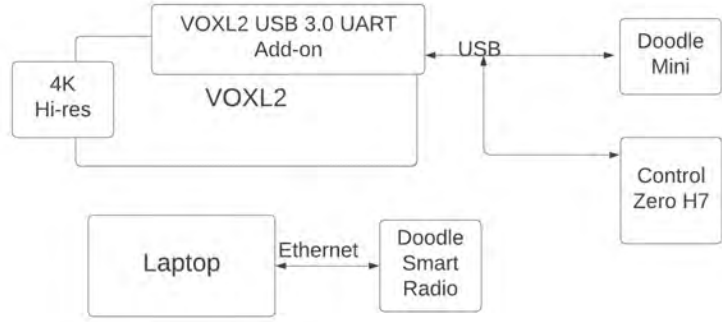 VOXL2 USB 3.0 UART
Add-on
USB
Doodle
Mini
4K
Hi-res
VOXL2
Control
Zero H7
Laptop
Ethernet
Doodle
Smart
Radio